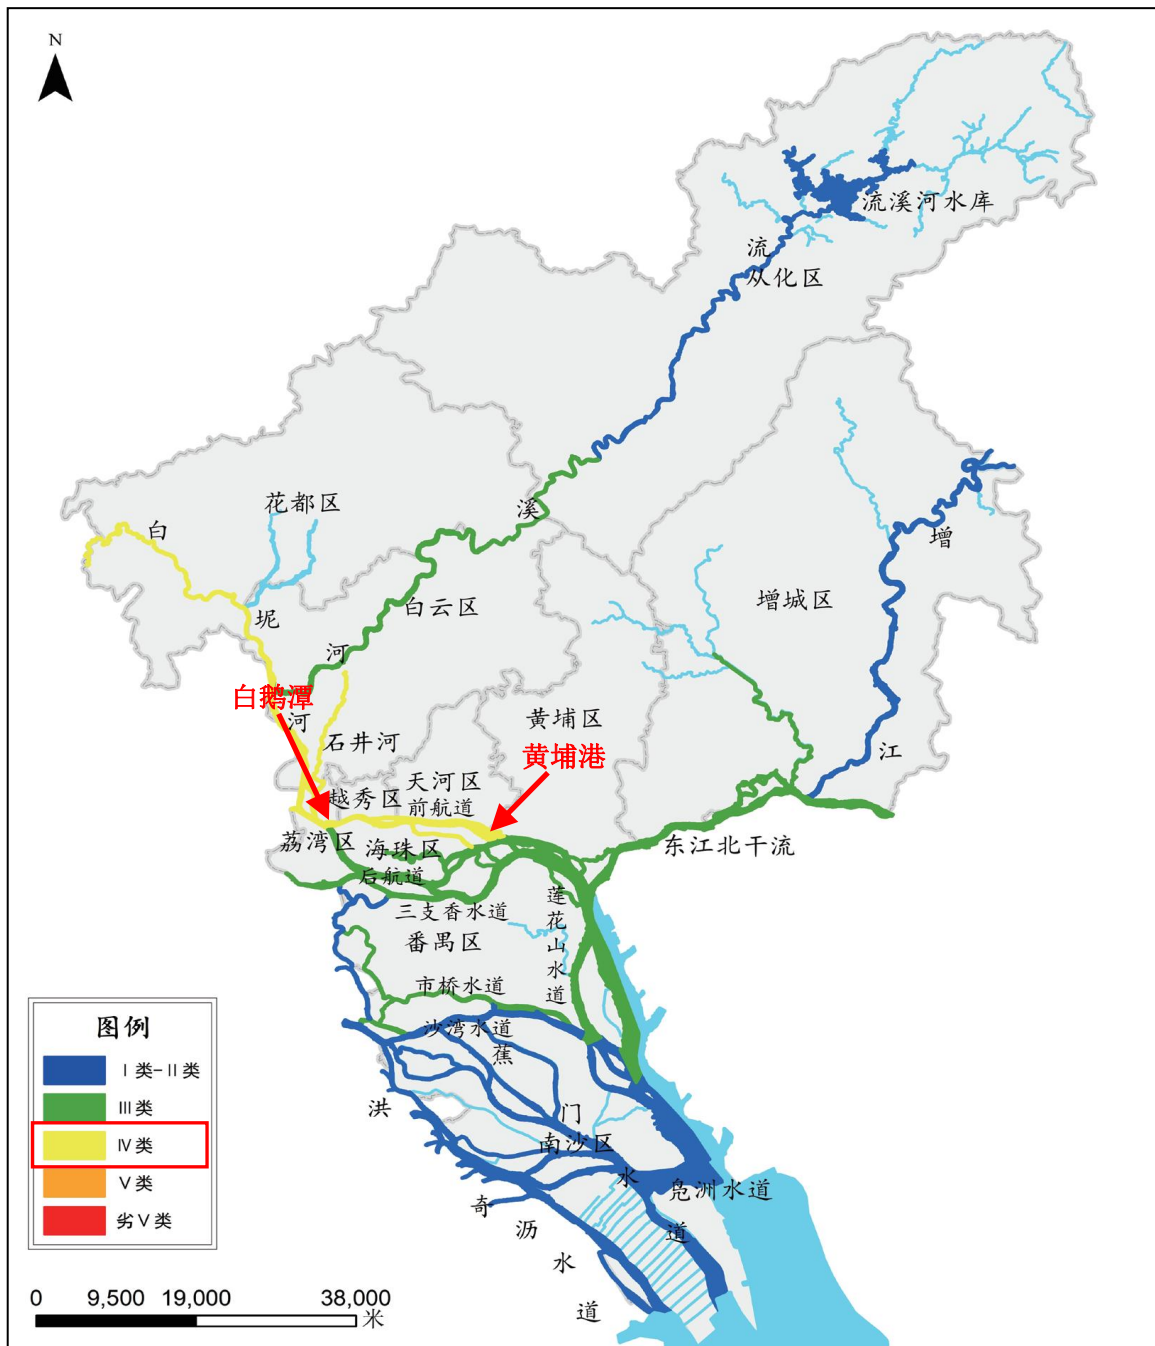 N
流溪河水库
流
从化区
溪
花都区
白
增
坭
白云区
增城区
河
白鹅潭
河
石井河
黄埔区
黄埔港
江
天河区
越秀区
前航道
荔湾区
海珠区
后航道
东江北干流
三支香水道
莲花山水道
番禺区
市桥水道
沙湾水道
蕉
门
水
道
洪
奇
沥
水
道
南沙区
凫洲水道
图例
Ⅰ类-Ⅱ类
Ⅲ类
Ⅳ类
Ⅴ类
劣Ⅴ类
0 9,500 19,000 38,000
米